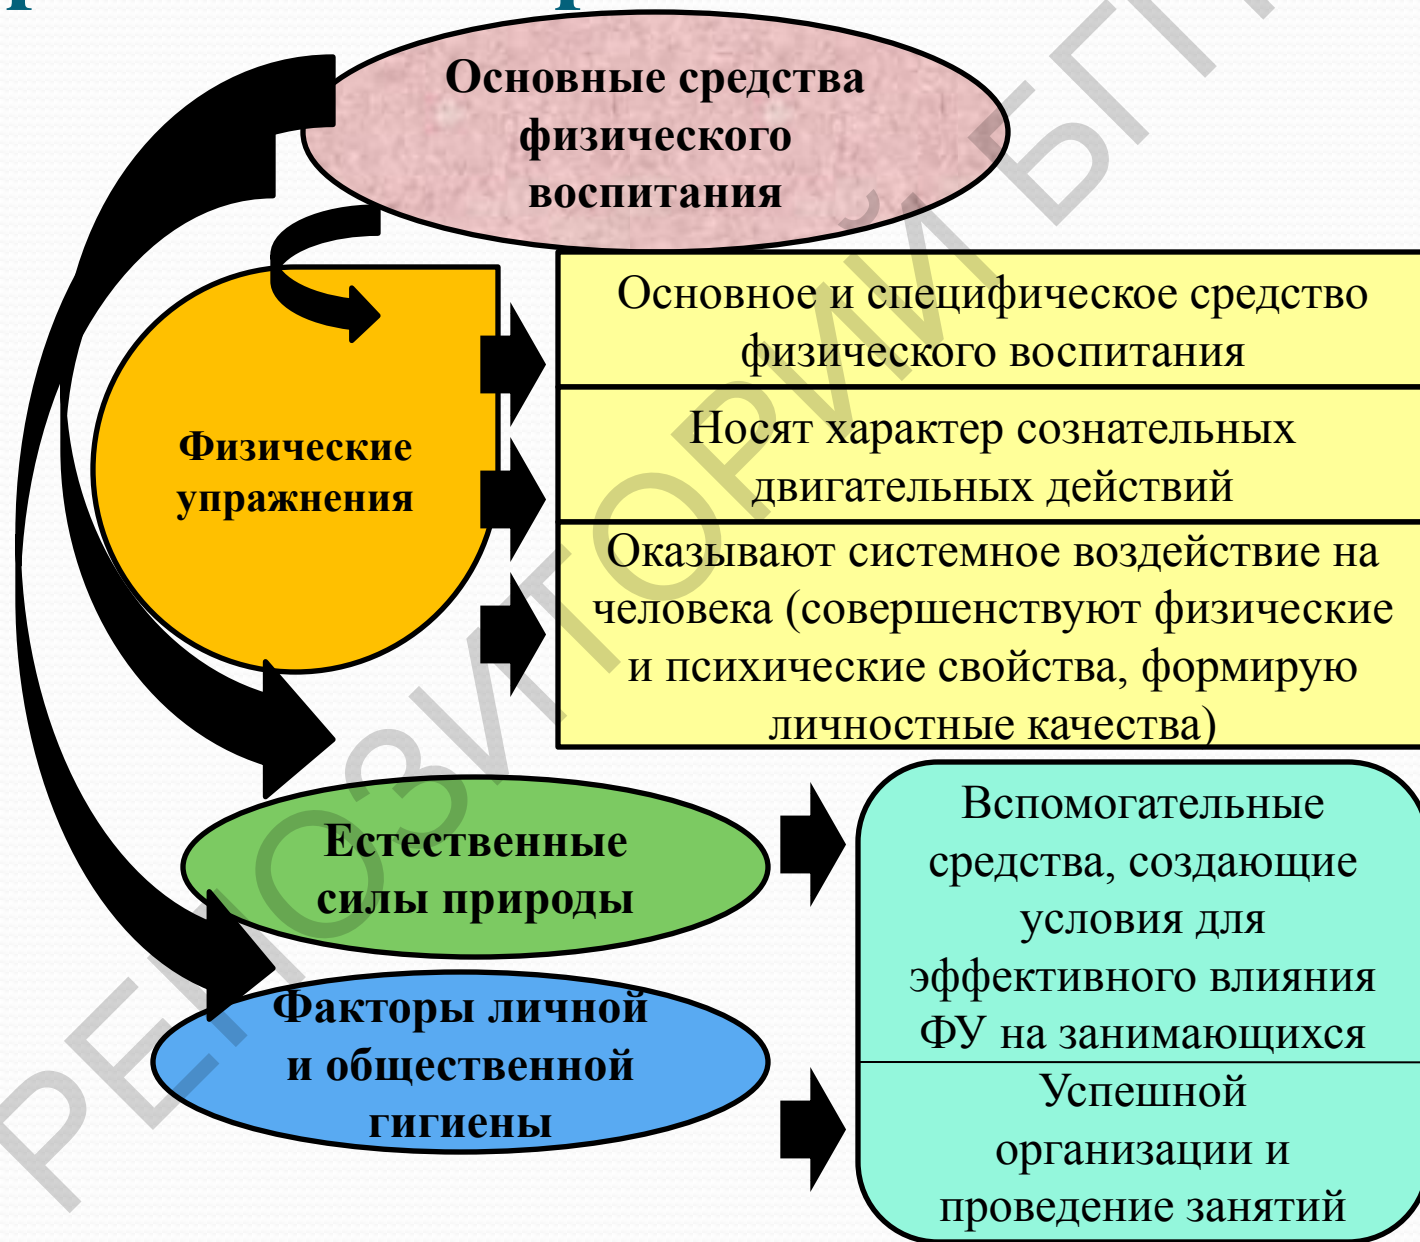 Основные средства
физического
воспитания
Основное и специфическое средство
физического воспитания
Носят характер сознательных
двигательных действий
Физические
упражнения
Оказывают системное воздействие на
человека (совершенствуют физические
и психические свойства, формирую
личностные качества)
Естественные
силы природы
Вспомогательные
средства, создающие
условия для
эффективного влияния
ФУ на занимающихся
Факторы личной
и общественной
гигиены
Успешной
организации и
проведение занятий
РЕПОЗИТОРИЙ БГП